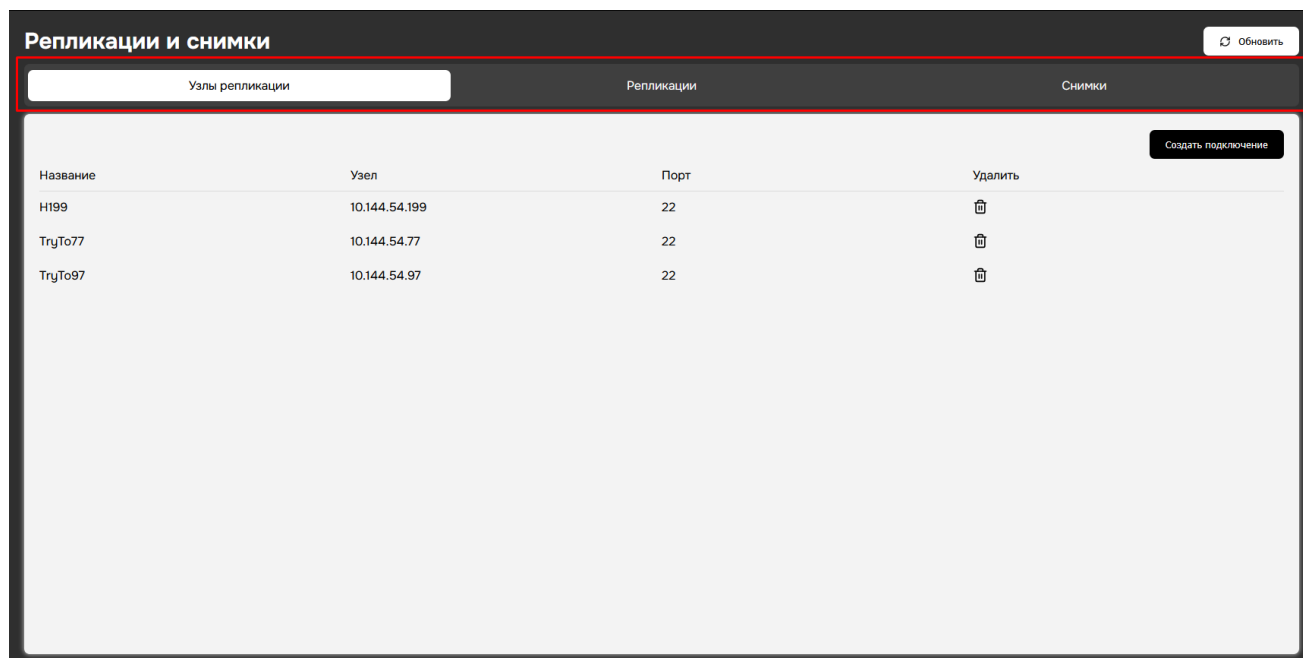 Репликации и снимки
Обновить
Узлы репликации Репликации Снимки
Создать подключение
Название Узел Порт Удалить
H199 10.144.54.199 22
TryTo77 10.144.54.77 22
TryTo97 10.144.54.97 22